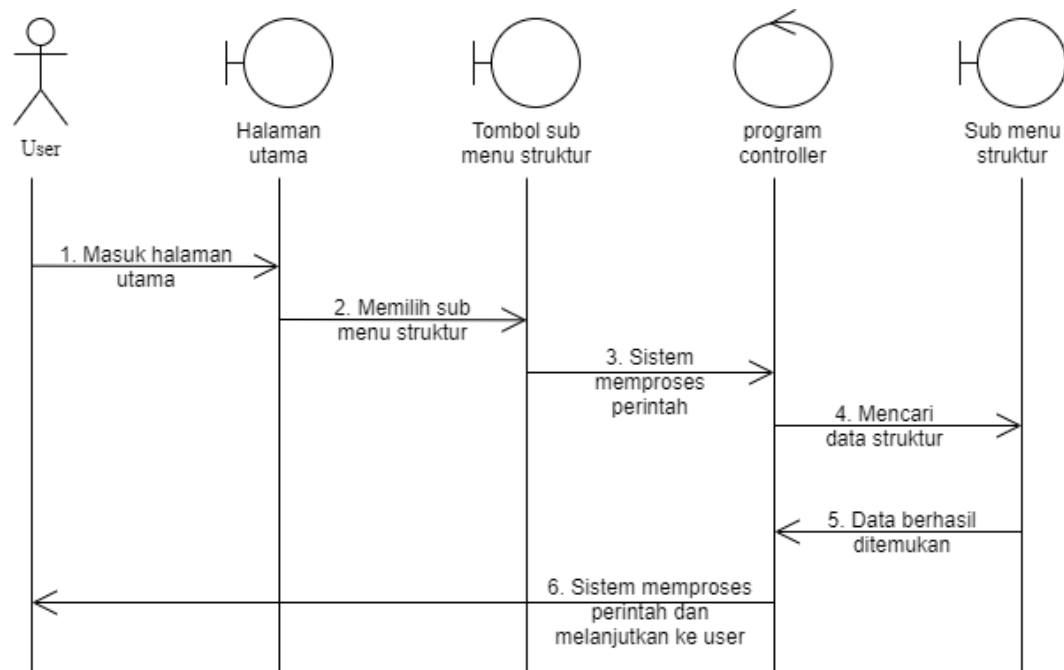 User
Halaman
utama
Tombol sub
menu struktur
program
controller
Sub menu
struktur
1. Masuk halaman
utama
2. Memilih sub
menu struktur
3. Sistem
memproses
perintah
4. Mencari
data struktur
5. Data berhasil
ditemukan
6. Sistem memproses
perintah dan
melanjutkan ke user